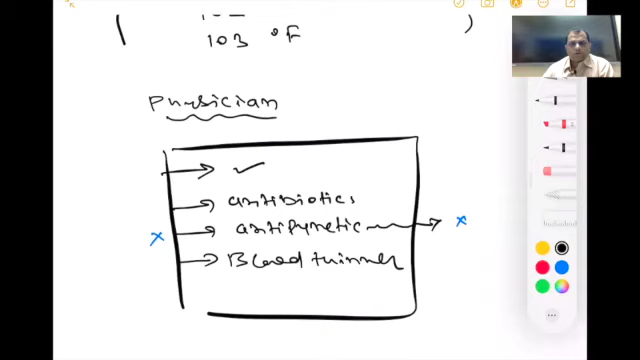 103 °F
Physician
antibiotics
x antipyretic x
Blood thinner